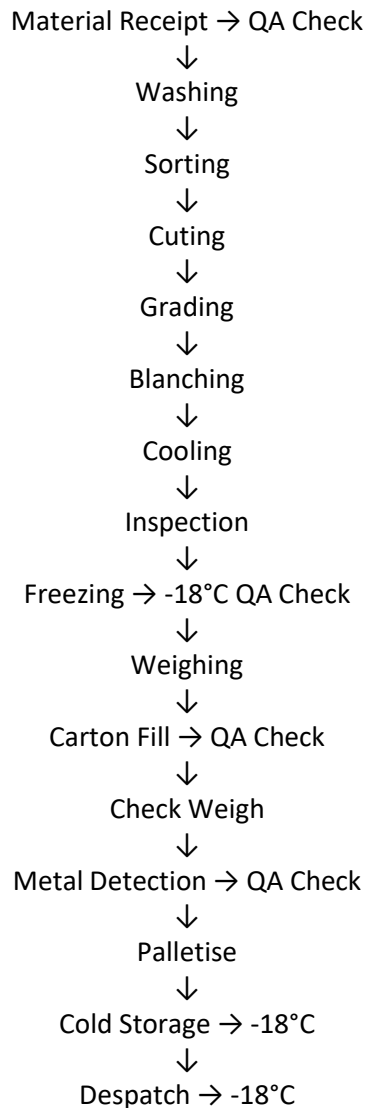 Material Receipt → QA Check
↓
Washing
↓
Sorting
↓
Cuting
↓
Grading
↓
Blanching
↓
Cooling
↓
Inspection
↓
Freezing → -18°C QA Check
↓
Weighing
↓
Carton Fill → QA Check
↓
Check Weigh
↓
Metal Detection → QA Check
↓
Palletise
↓
Cold Storage → -18°C
↓
Despatch → -18°C